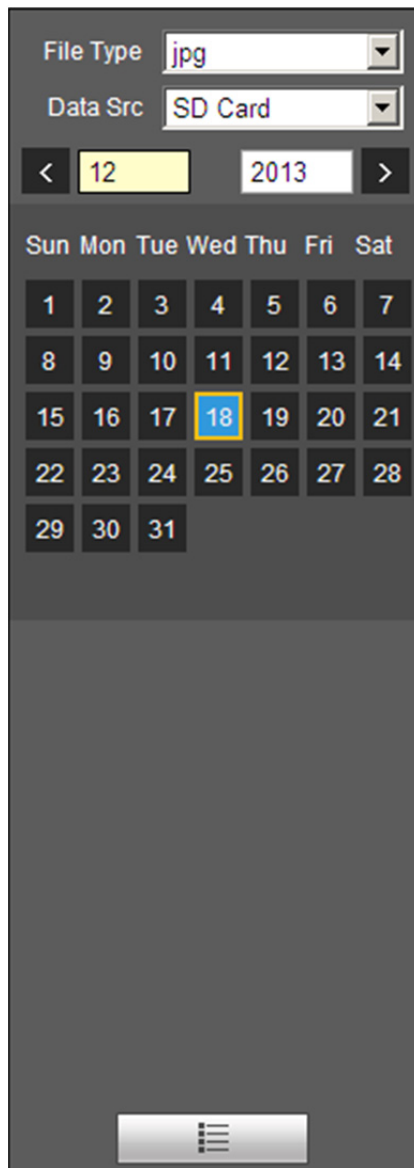 File Type jpg
Data Src SD Card
< 12 2013 >
Sun Mon Tue Wed Thu Fri Sat
1 2 3 4 5 6 7
8 9 10 11 12 13 14
15 16 17 18 19 20 21
22 23 24 25 26 27 28
29 30 31